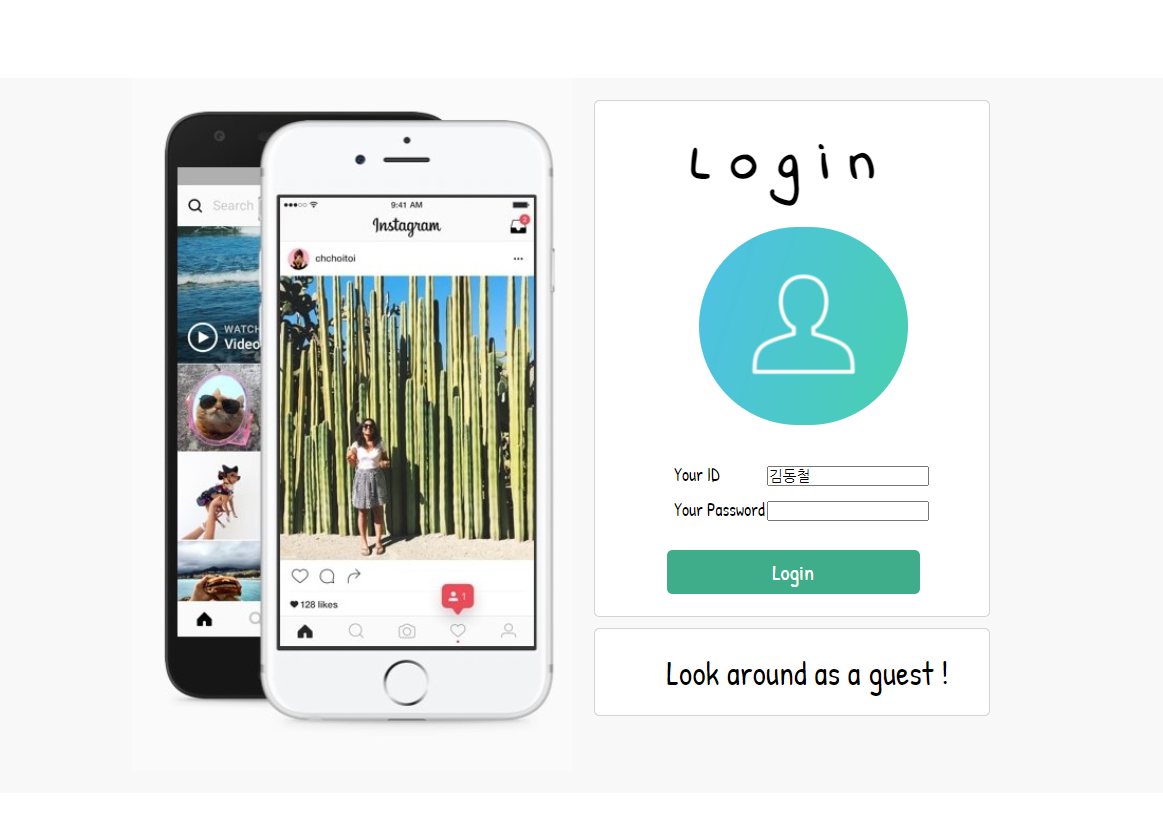 Search
WATCH
Video
9:41 AM
Instagram
2
chchoitoi
1
128 likes
Login
Your ID
김동철
Your Password
Login
Look around as a guest !